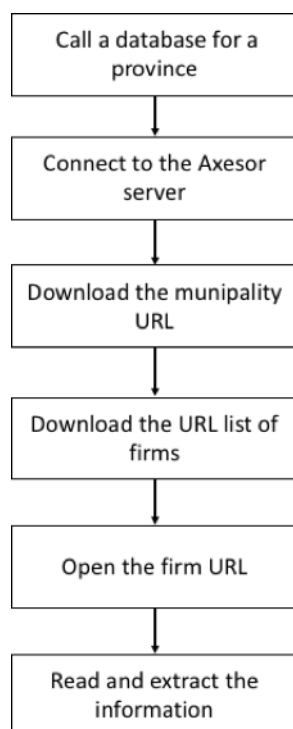 Call a database for a
province
Connect to the Axesor
server
Download the munipality
URL
Download the URL list of
firms
Open the firm URL
Read and extract the
information